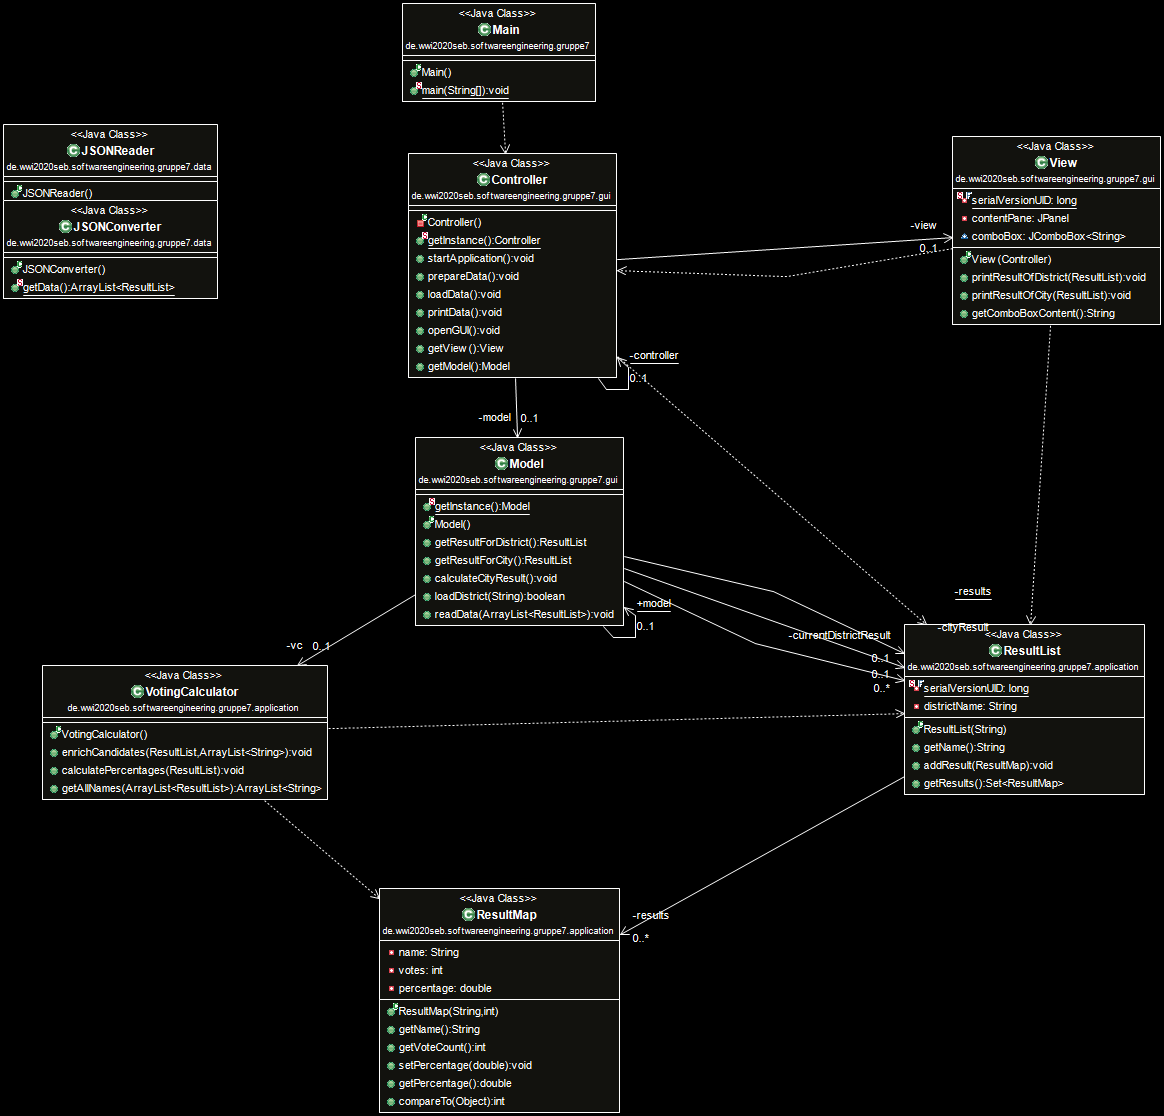 <<Java Class>>
Main
de.wwi2020seb.softwareengineering.gruppe7
Main()
main(String[]):void
<<Java Class>>
JSONReader
de.wwi2020seb.softwareengineering.gruppe7.data
JSONReader()
<<Java Class>>
JSONConverter
de.wwi2020seb.softwareengineering.gruppe7.data
JSONConverter()
getData():ArrayList<ResultList>
<<Java Class>>
Controller
de.wwi2020seb.softwareengineering.gruppe7.gui
Controller()
getInstance():Controller
startApplication():void
prepareData():void
loadData():void
printData():void
openGUI():void
getView():View
getModel():Model
-view
0..1
<<Java Class>>
View
de.wwi2020seb.softwareengineering.gruppe7.gui
serialVersionUID: long
contentPane: JPanel
comboBox: JComboBox<String>
View(Controller)
printResultOfDistrict(ResultList):void
printResultOfCity(ResultList):void
getComboBoxContent():String
-controller
0..1
-model
0..1
<<Java Class>>
Model
de.wwi2020seb.softwareengineering.gruppe7.gui
getInstance():Model
Model()
getResultForDistrict():ResultList
getResultForCity():ResultList
calculateCityResult():void
loadDistrict(String):boolean
readData(ArrayList<ResultList>):void
+model
0..1
-results
-cityResult
-currentDistrictResult
0..1
0..1
0..*
-vc
0..1
<<Java Class>>
ResultList
de.wwi2020seb.softwareengineering.gruppe7.application
serialVersionUID: long
districtName: String
ResultList(String)
getName():String
addResult(ResultMap):void
getResults():Set<ResultMap>
<<Java Class>>
VotingCalculator
de.wwi2020seb.softwareengineering.gruppe7.application
VotingCalculator()
enrichCandidates(ResultList,ArrayList<String>):void
calculatePercentages(ResultList):void
getAllNames(ArrayList<ResultList>):ArrayList<String>
-results
0..*
<<Java Class>>
ResultMap
de.wwi2020seb.softwareengineering.gruppe7.application
name: String
votes: int
percentage: double
ResultMap(String,int)
getName():String
getVoteCount():int
setPercentage(double):void
getPercentage():double
compareTo(Object):int